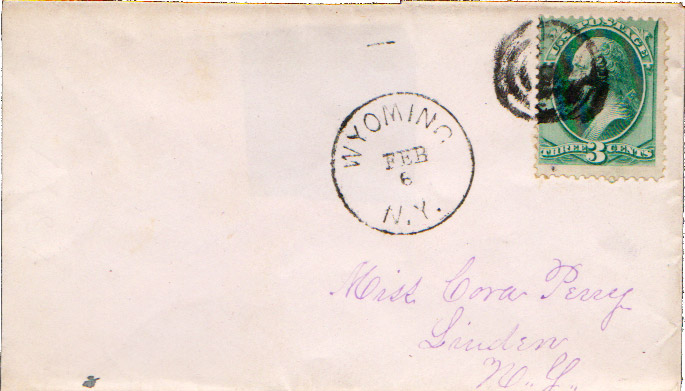 U.S. POSTAGE
THREE 3 CENTS
WYOMING
FEB
6
N.Y.
Miss Cora Perry
Linden
N.Y.